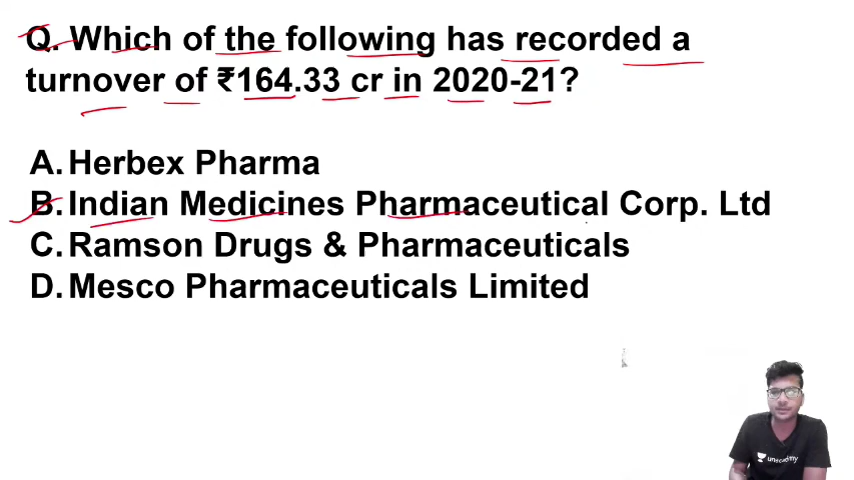 Q. Which of the following has recorded a
turnover of ₹164.33 cr in 2020-21?
A. Herbex Pharma
B. Indian Medicines Pharmaceutical Corp. Ltd
C. Ramson Drugs & Pharmaceuticals
D. Mesco Pharmaceuticals Limited
unacademy